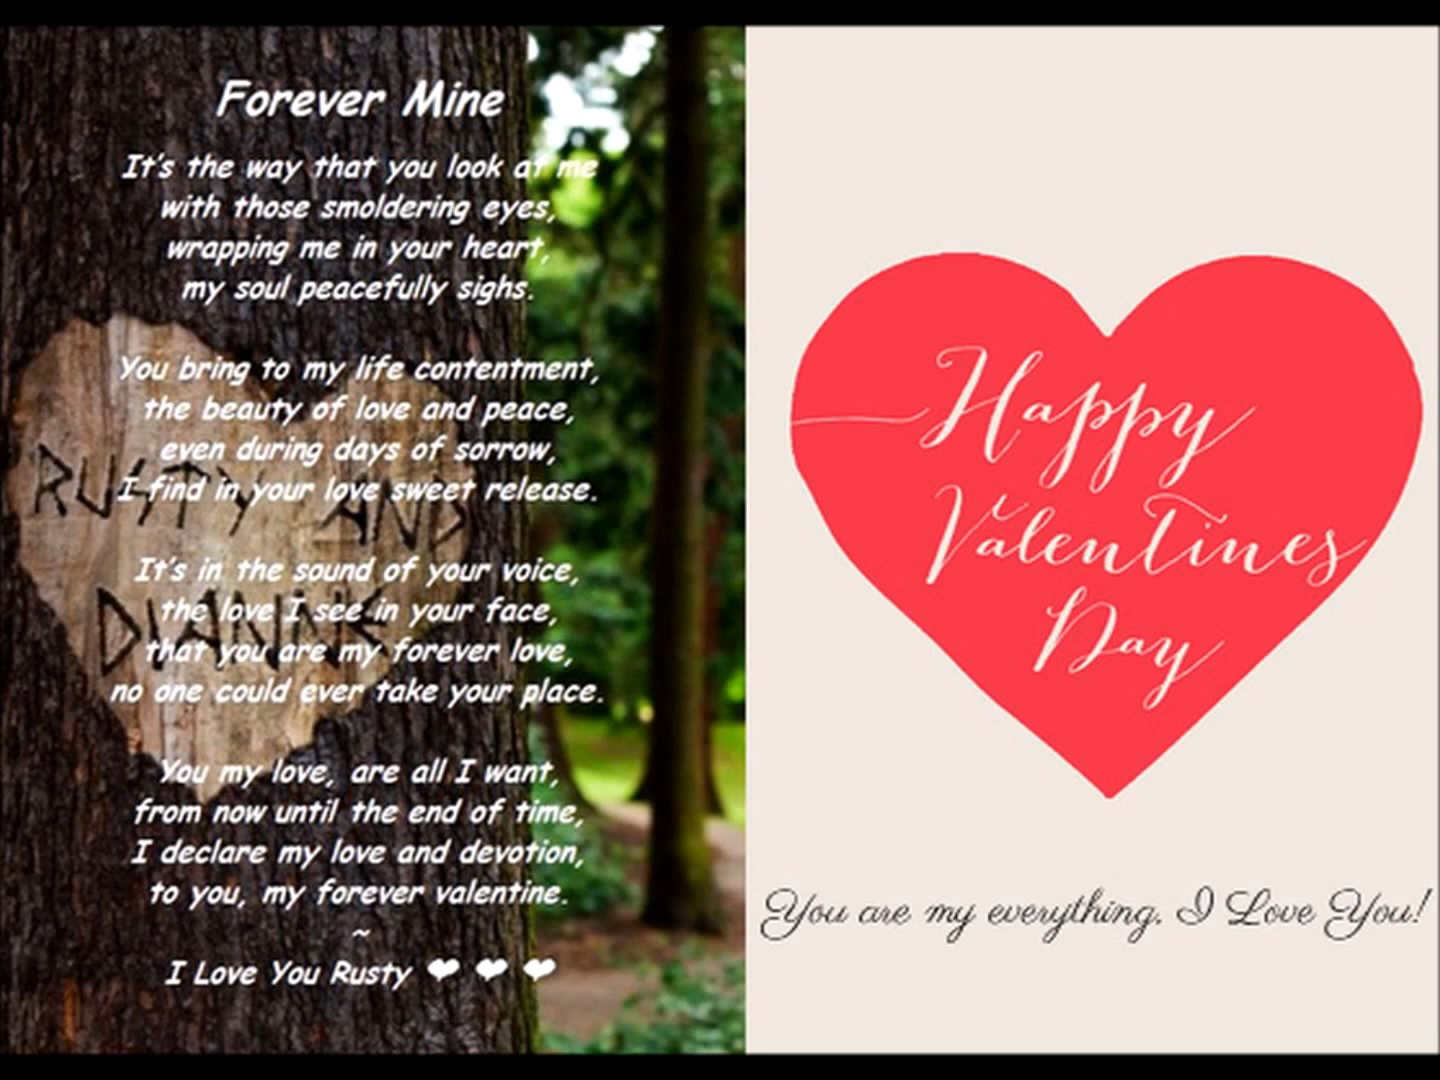 Forever Mine
It's the way that you look at me
with those smoldering eyes,
wrapping me in your heart,
my soul peacefully sighs.
You bring to my life contentment,
the beauty of love and peace,
even during days of sorrow,
I find in your love sweet release.
It's in the sound of your voice,
the love I see in your face,
that you are my forever love,
no one could ever take your place.
You my love, are all I want,
from now until the end of time,
I declare my love and devotion,
to you, my forever valentine.
~
I Love You Rusty ❤ ❤ ❤
RUSTY AND
DIANNE
Happy
Valentines
Day
You are my everything. I Love You!